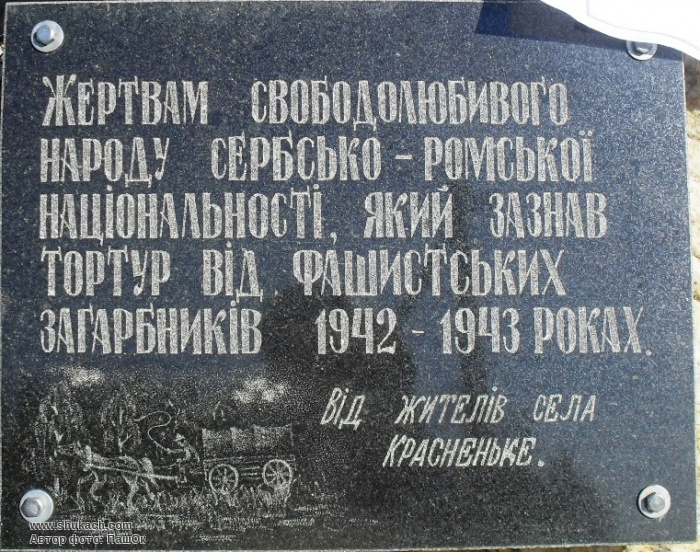 Жертвам свободолюбивого
народу сербсько - ромської
національності, який зазнав
тортур від фашистських
загарбників 1942 - 1943 роках.
Від жителів села
Красненьке.
www.shukach.com
Автор фото: ПашОк